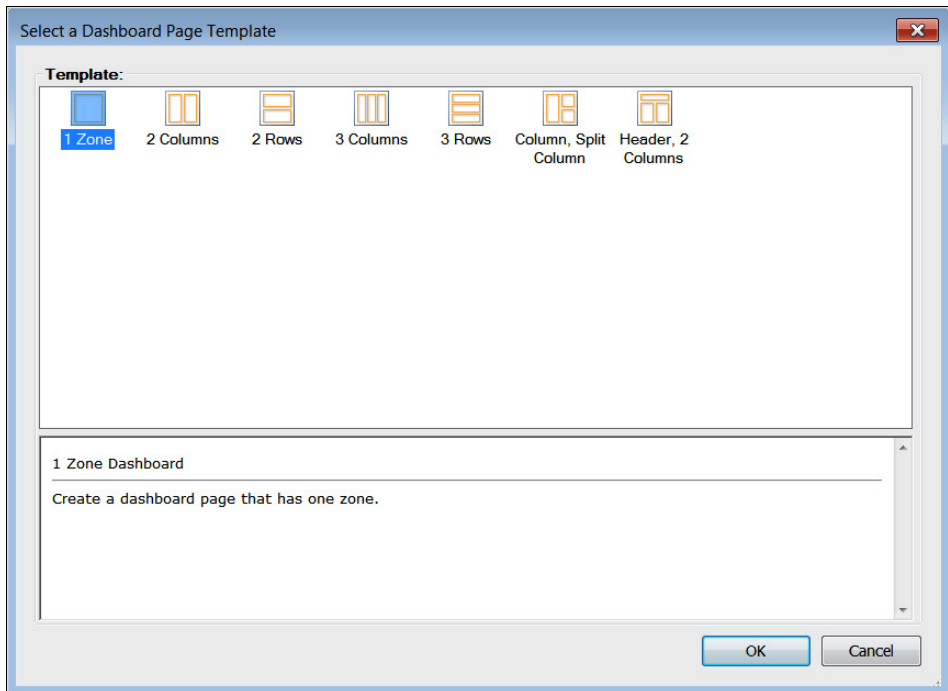 Select a Dashboard Page Template
Template:
1 Zone 2 Columns 2 Rows 3 Columns 3 Rows Column, Split Header, 2
Column Columns
1 Zone Dashboard
Create a dashboard page that has one zone.
OK Cancel